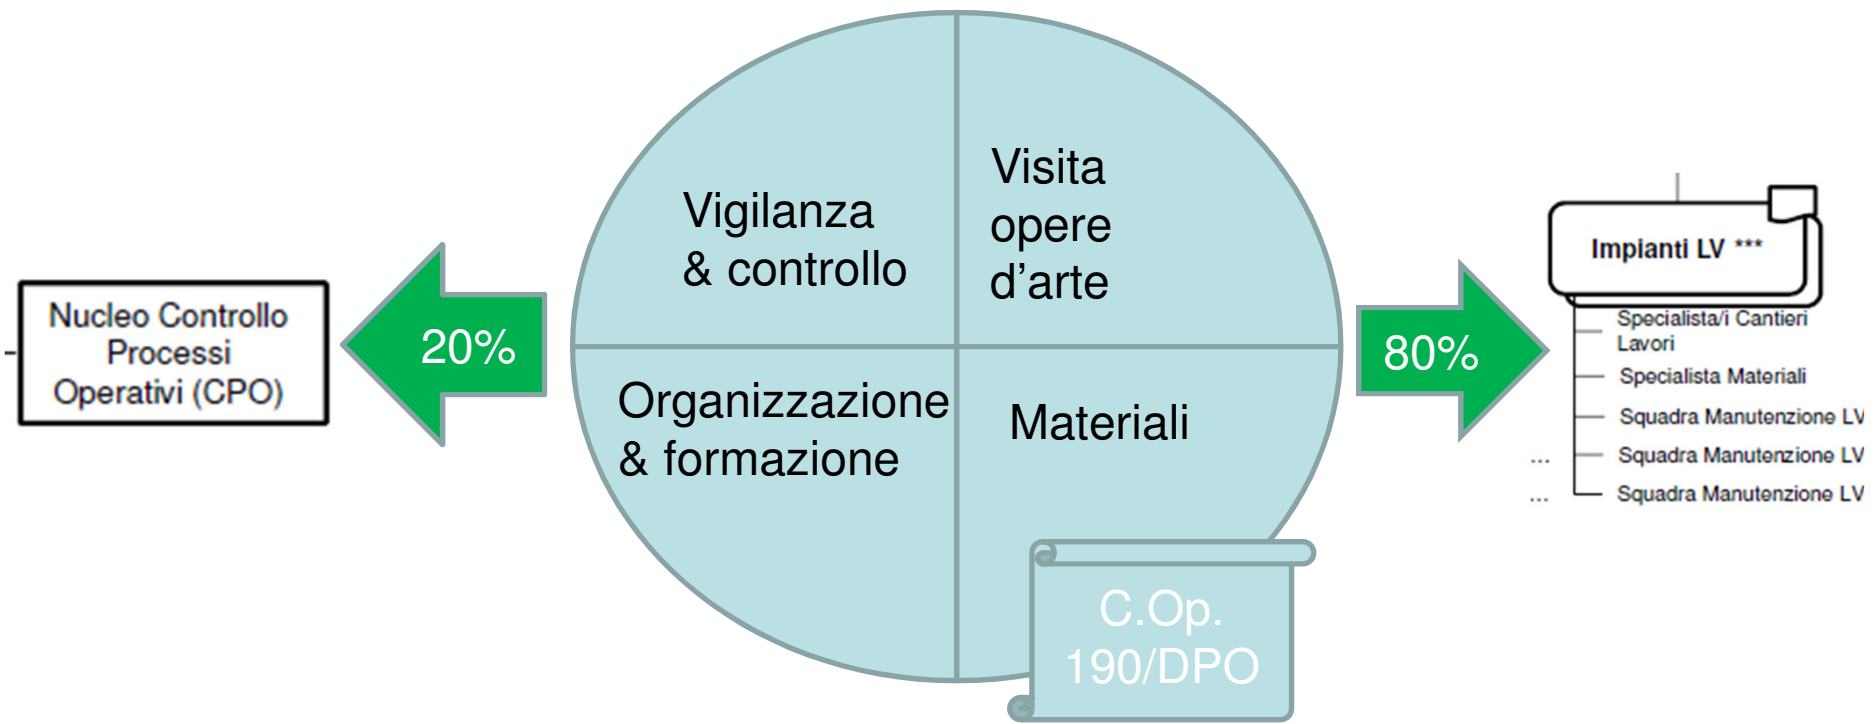 Nucleo Controllo
Processi
Operativi (CPO)
20%
Vigilanza
& controllo
Visita
opere
d'arte
Organizzazione
& formazione
Materiali
C.Op.
190/DPO
80%
Impianti LV ***
Specialista/i Cantieri
Lavori
Specialista Materiali
Squadra Manutenzione LV
... Squadra Manutenzione LV
... Squadra Manutenzione LV